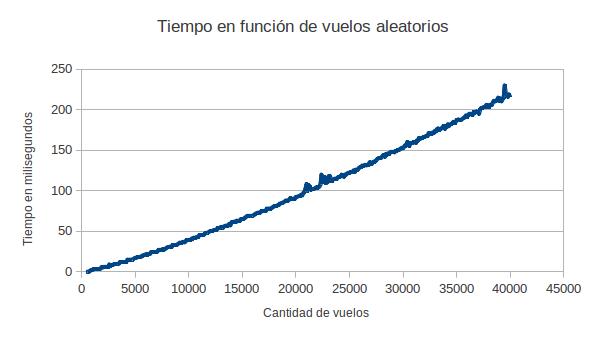 Tiempo en función de vuelos aleatorios
250
200
150
100
50
0
Tiempo en milisegundos
0 5000 10000 15000 20000 25000 30000 35000 40000 45000
Cantidad de vuelos